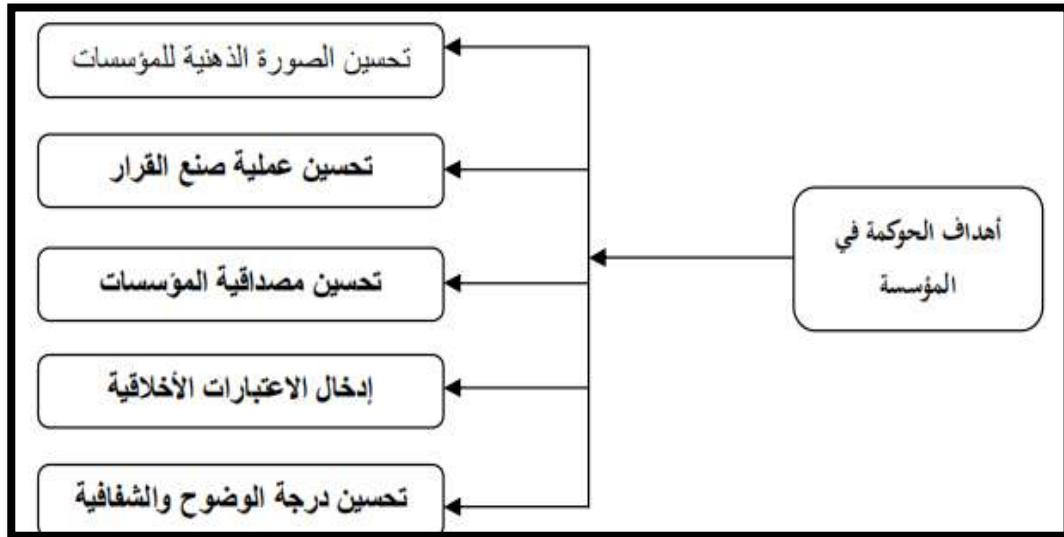 أهداف الحوكمة في
المؤسسة
تحسين الصورة الذهنية للمؤسسات
تحسين عملية صنع القرار
تحسين مصداقية المؤسسات
إدخال الاعتبارات الأخلاقية
تحسين درجة الوضوح والشفافية